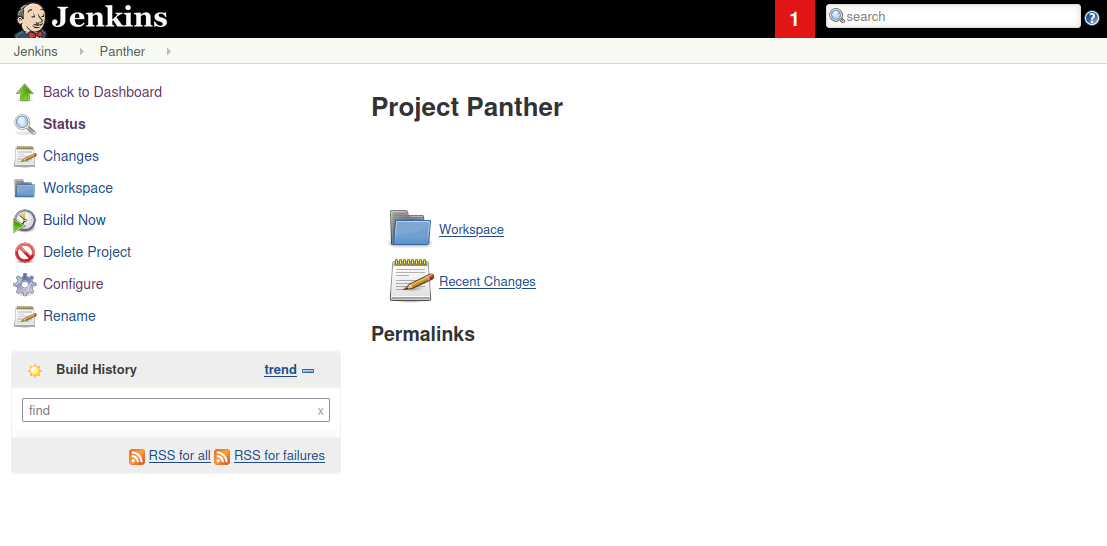 Jenkins
1
search
?
Jenkins Panther
Back to Dashboard
Status
Changes
Workspace
Build Now
Delete Project
Configure
Rename
Project Panther
Workspace
Recent Changes
Permalinks
Build History trend
find x
RSS for all RSS for failures